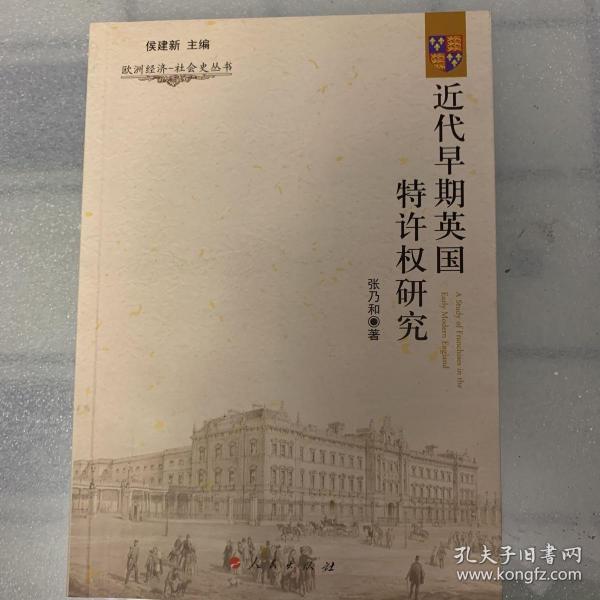 侯建新 主编
欧洲经济-社会史丛书
近代早期英国
特许权研究
A Study of Franchises in the
Early Modern England
张乃和◉著
人民出版社
孔夫子旧书网
www.kongfz.com